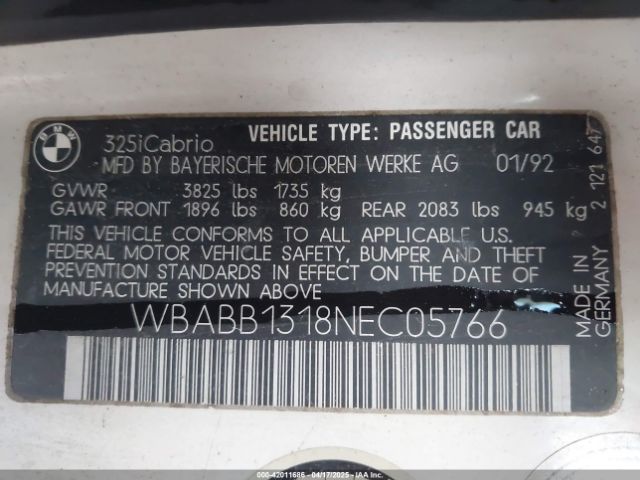 BMW
325iCabrio VEHICLE TYPE: PASSENGER CAR
MFD BY BAYERISCHE MOTOREN WERKE AG 01/92
GVWR 3825 lbs 1735 kg
GAWR FRONT 1896 lbs 860 kg REAR 2083 lbs 945 kg
THIS VEHICLE CONFORMS TO ALL APPLICABLE U.S.
FEDERAL MOTOR VEHICLE SAFETY, BUMPER AND THEFT
PREVENTION STANDARDS IN EFFECT ON THE DATE OF
MANUFACTURE SHOWN ABOVE
WBABB1318NEC05766
MADE IN
GERMANY
2 121 647
000-42011686 - 04/17/2025 - IAAI.COM